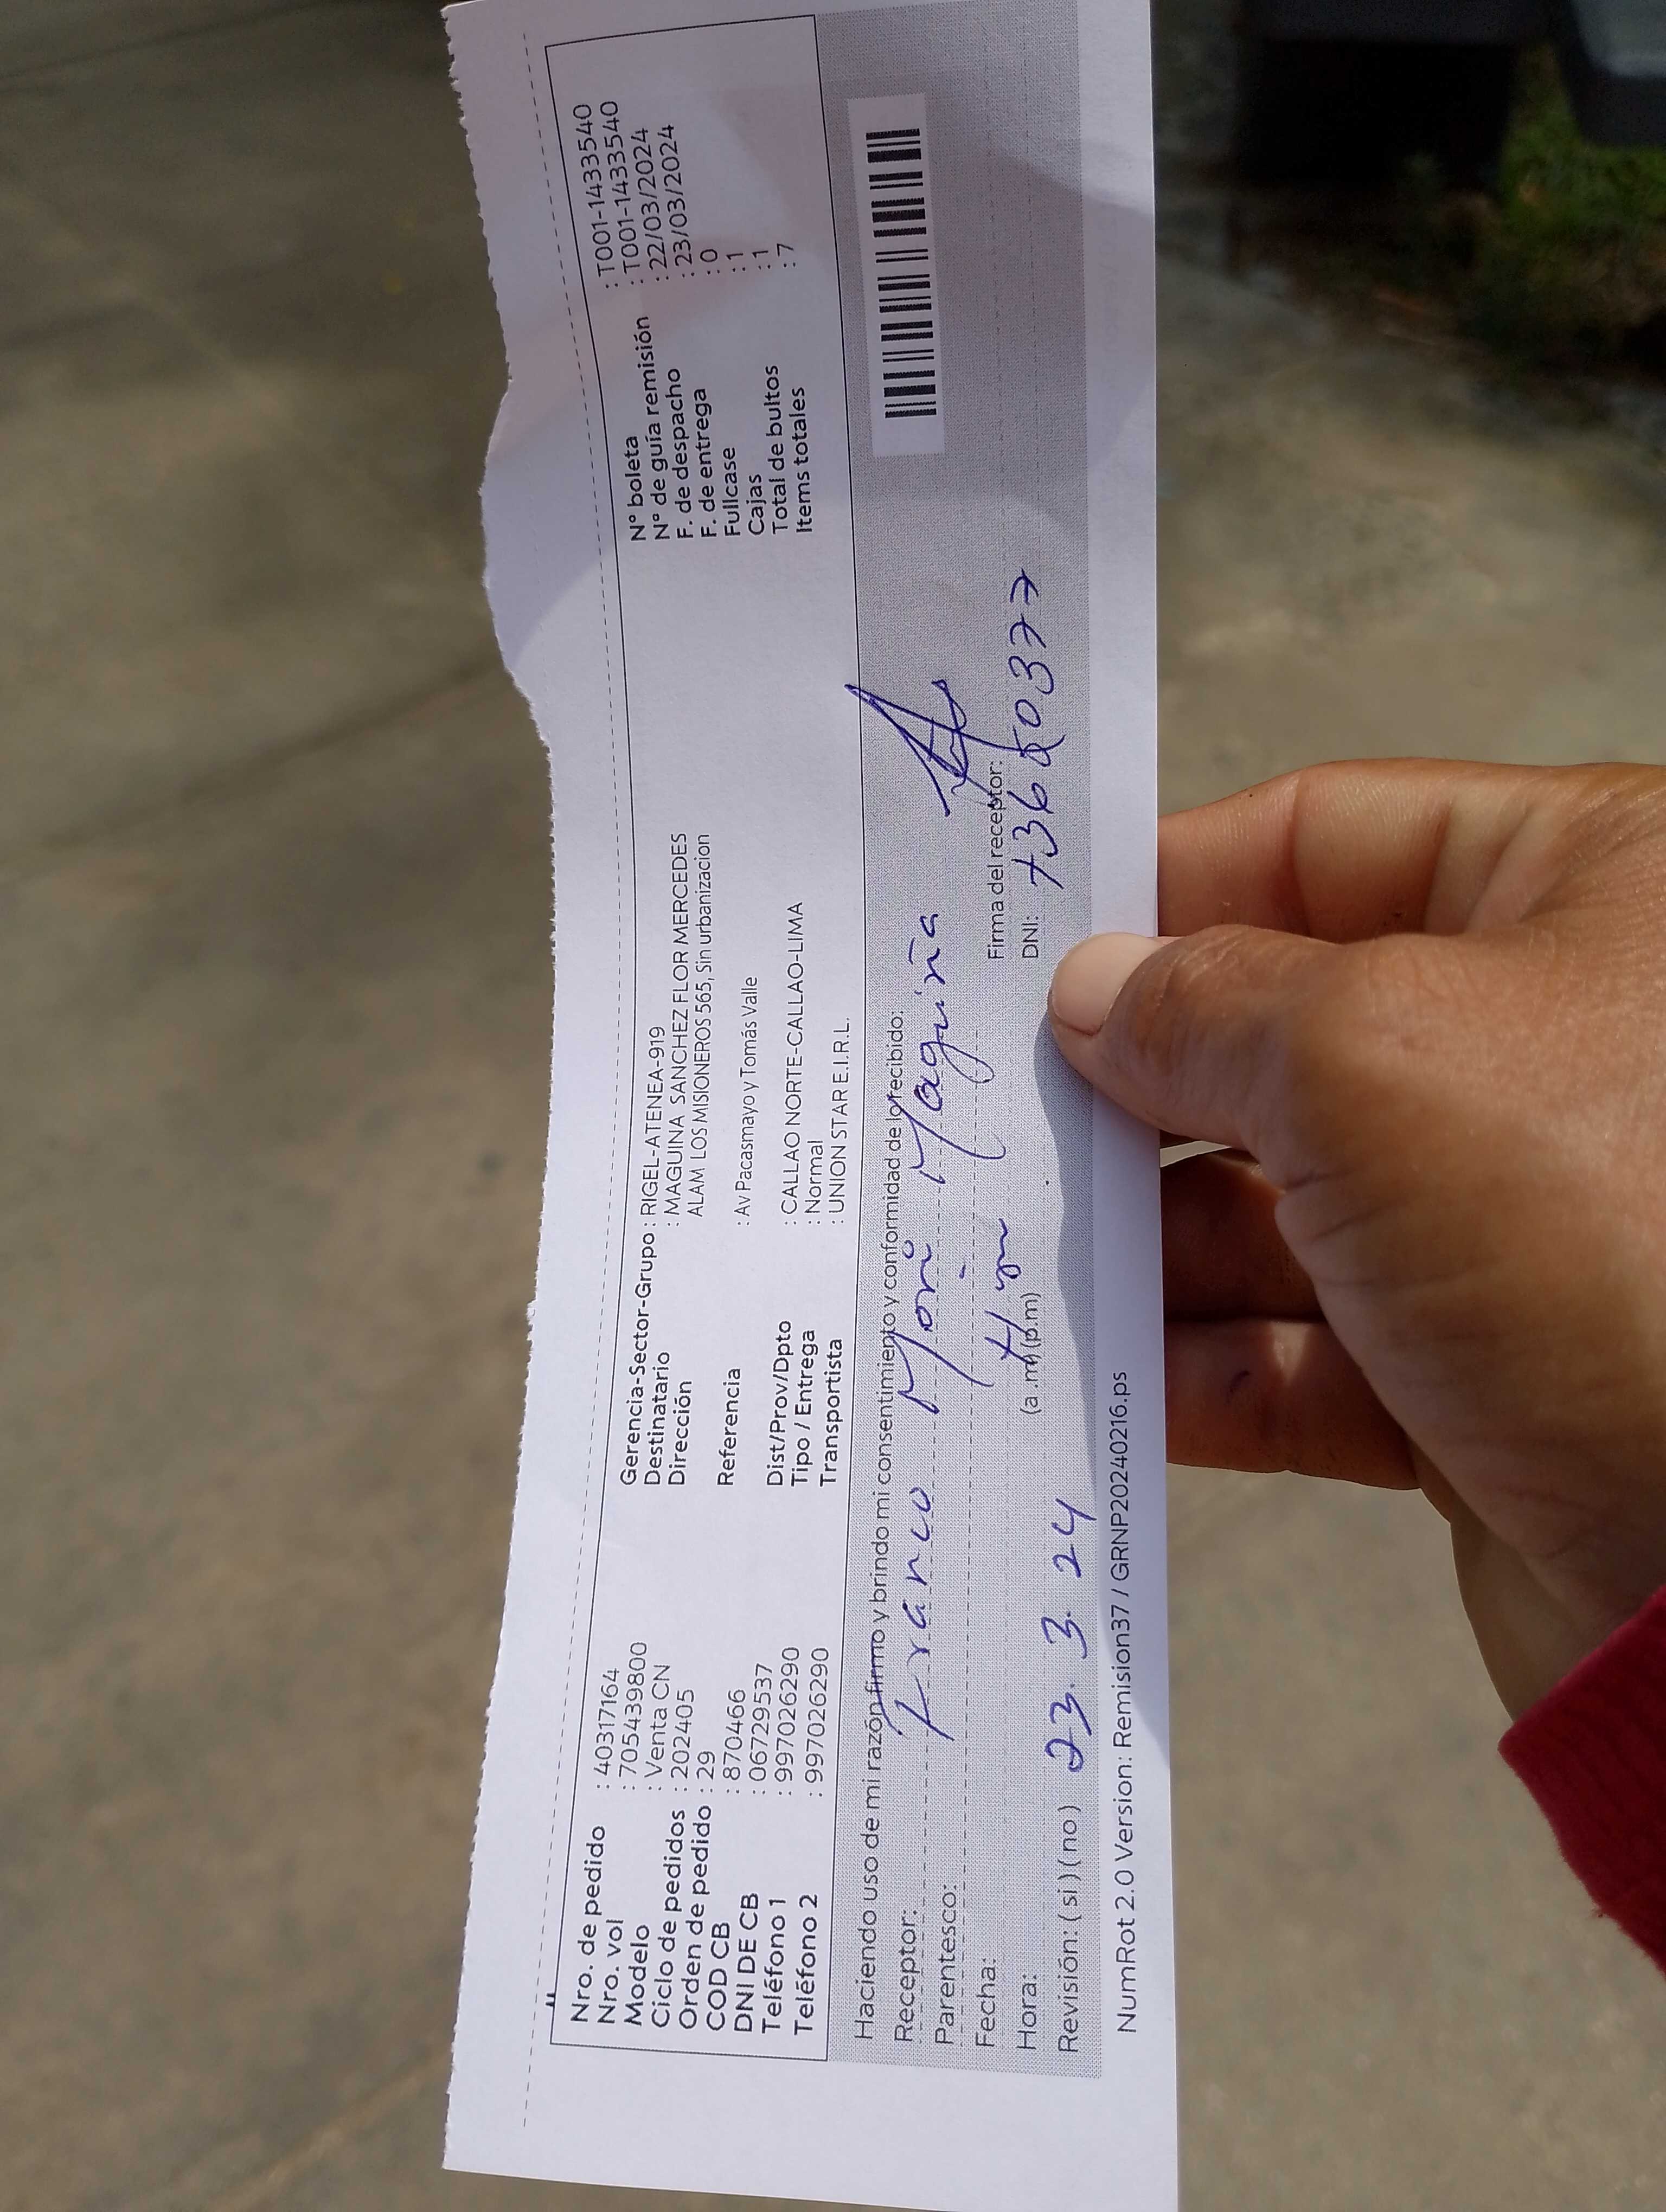 Nro. de pedido : 40317164
Nro. vol : 705439800
Modelo : Venta CN
Ciclo de pedidos : 202405
Orden de pedido : 29
COD CB : 870466
DNI DE CB : 06729537
Teléfono 1 : 997026290
Teléfono 2 : 997026290
Gerencia-Sector-Grupo : RIGEL-ATENEA-919
Destinatario : MAGUINA SANCHEZ FLOR MERCEDES
Dirección ALAM LOS MISIONEROS 565, Sin urbanizacion
Referencia : Av Pacasmayo y Tomás Valle
Dist/Prov/Dpto : CALLAO NORTE-CALLAO-LIMA
Tipo / Entrega : Normal
Transportista : UNION STAR E.I.R.L.
N° boleta : T001-1433540
N° de guía remisión : T001-1433540
F. de despacho : 22/03/2024
F. de entrega : 23/03/2024
Fullcase : 0
Cajas : 1
Total de bultos : 1
Items totales : 7
Haciendo uso de mi razón firmo y brindo mi consentimiento y conformidad de lo recibido:
Receptor: Franco Mori Maguiña
Parentesco:
Fecha:
Hora: (a.m) (p.m)
Revisión: (si) (no) 23. 3. 24
Firma del receptor:
DNI:
NumRot 2.0 Version: Remision37 / GRNP20240216.ps